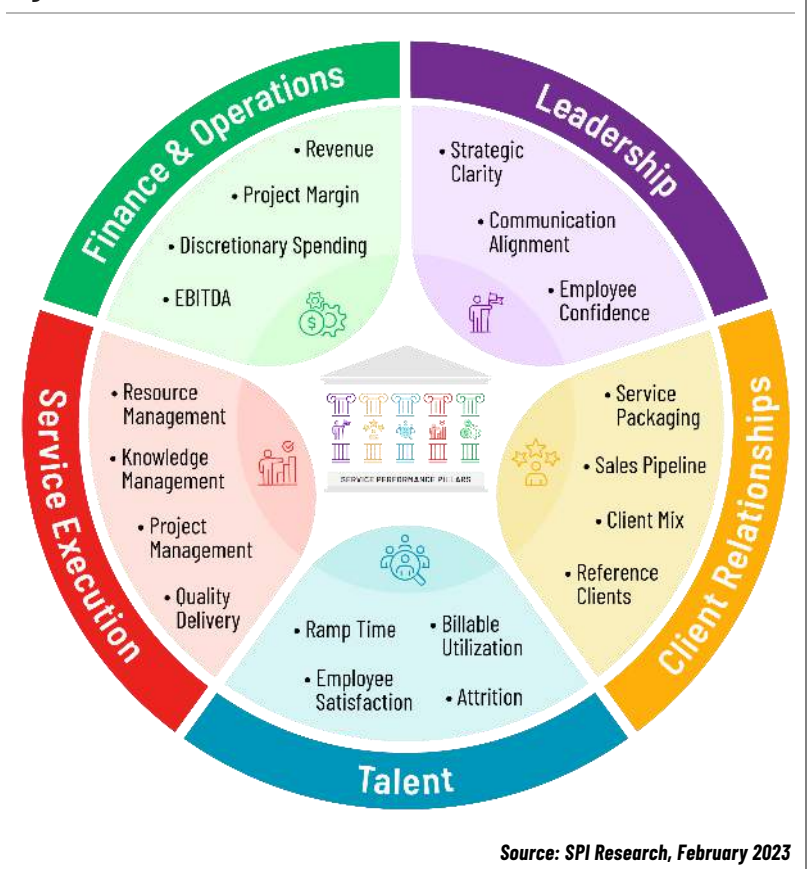 Finance & Operations
• Revenue
• Project Margin
• Discretionary Spending
• EBITDA
Leadership
• Strategic
Clarity
• Communication
Alignment
• Employee
Confidence
Client Relationships
• Service
Packaging
• Sales Pipeline
• Client Mix
• Reference
Clients
Talent
• Ramp Time
• Billable
Utilization
• Employee
Satisfaction
• Attrition
Service Execution
• Resource
Management
• Knowledge
Management
• Project
Management
• Quality
Delivery
SERVICE PERFORMANCE PILLARS
Source: SPI Research, February 2023